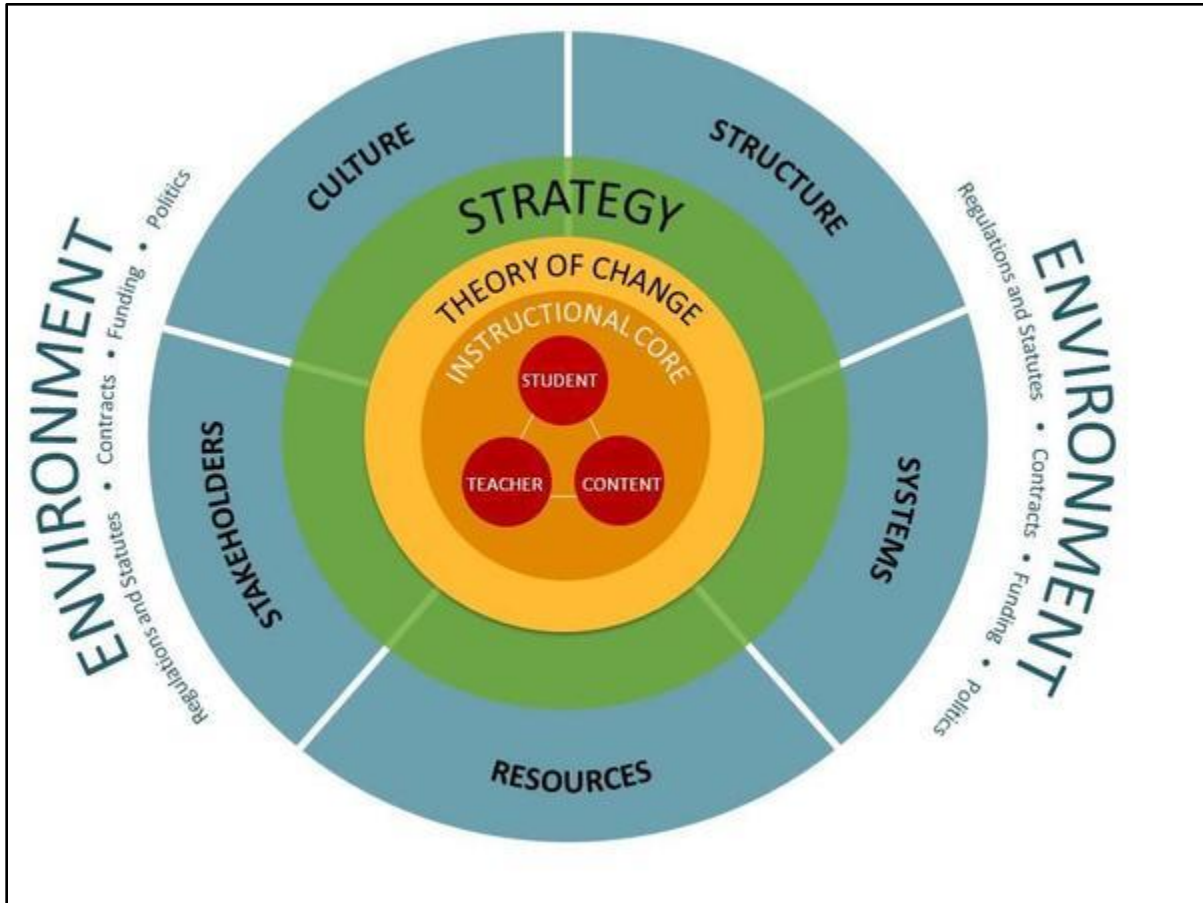 CULTURE
STRUCTURE
STRATEGY
THEORY OF CHANGE
INSTRUCTIONAL CORE
STUDENT
TEACHER
CONTENT
STAKEHOLDERS
SYSTEMS
RESOURCES
ENVIRONMENT
Regulations and Statutes • Contracts • Funding • Politics
Regulations and Statutes • Contracts • Funding • Politics
ENVIRONMENT